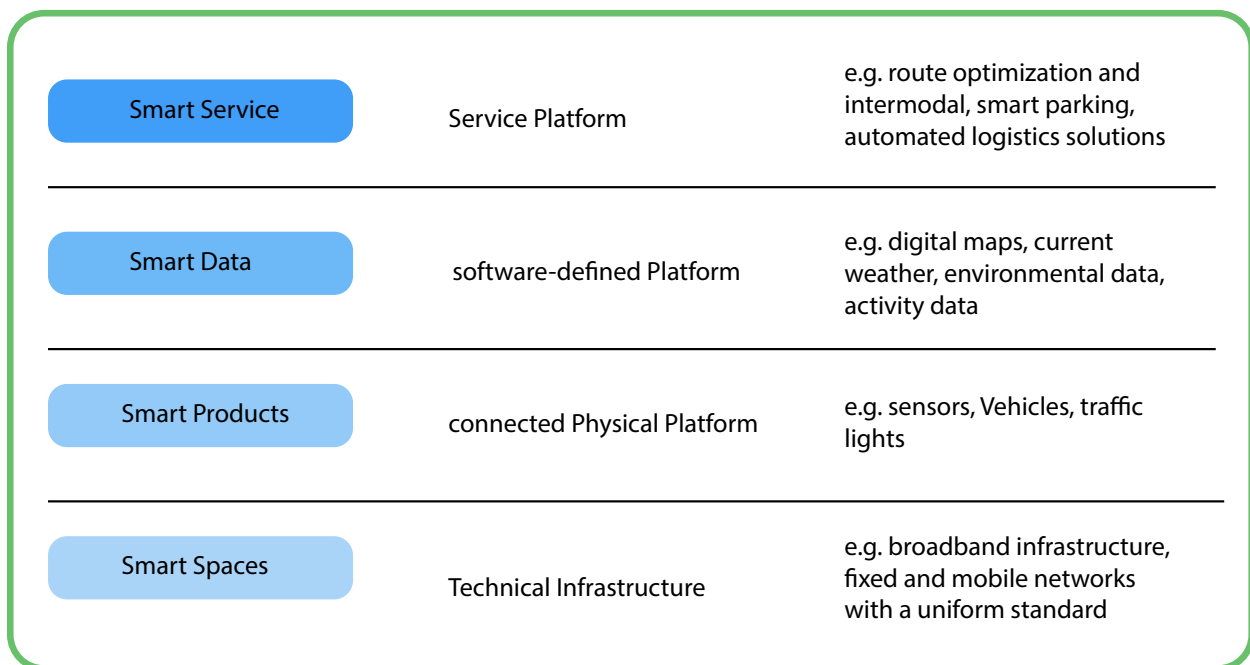 Smart Service
Service Platform
e.g. route optimization and
intermodal, smart parking,
automated logistics solutions
Smart Data
software-defined Platform
e.g. digital maps, current
weather, environmental data,
activity data
Smart Products
connected Physical Platform
e.g. sensors, Vehicles, traffic
lights
Smart Spaces
Technical Infrastructure
e.g. broadband infrastructure,
fixed and mobile networks
with a uniform standard